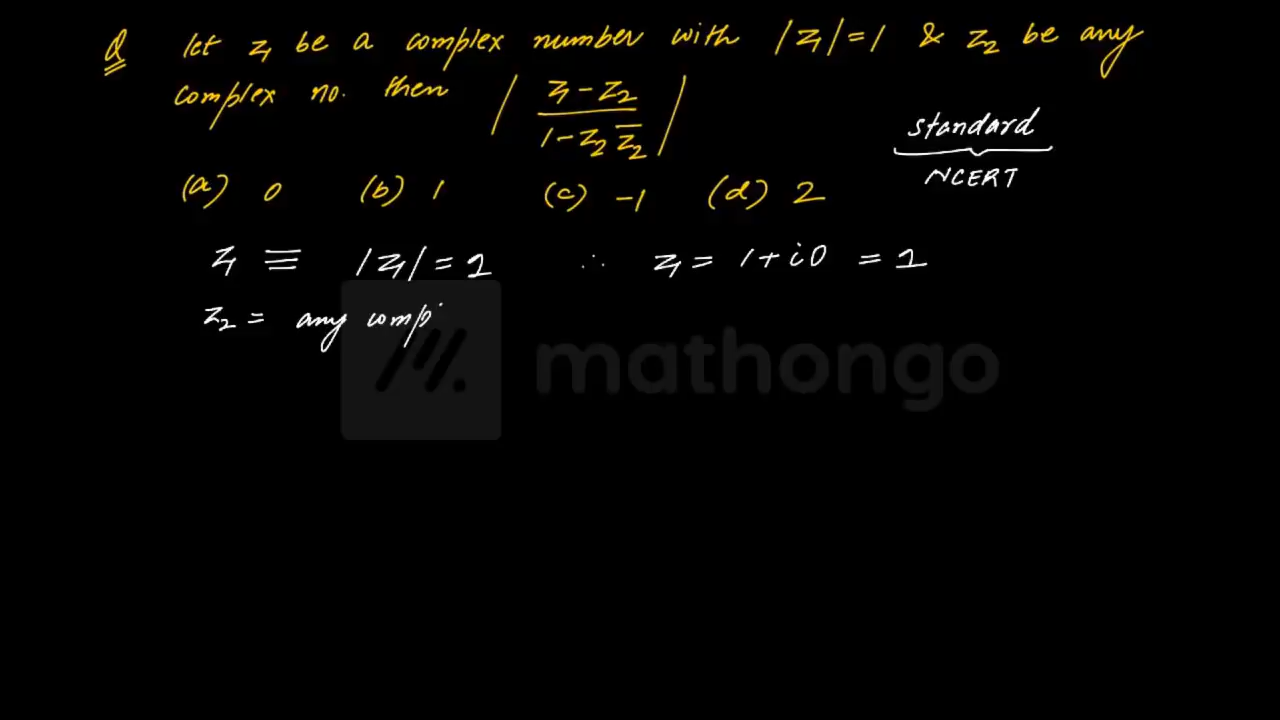 Q let z₁ be a complex number with |z₁| = 1 & z₂ be any
complex no. then | (z₁ - z₂) / (1 - z₂ z̄₂) |
standard
NCERT
(a) 0 (b) 1 (c) -1 (d) 2
z₁ ≡ |z₁| = 1 ∴ z₁ = 1 + i0 = 1
z₂ = any comp
mathongo